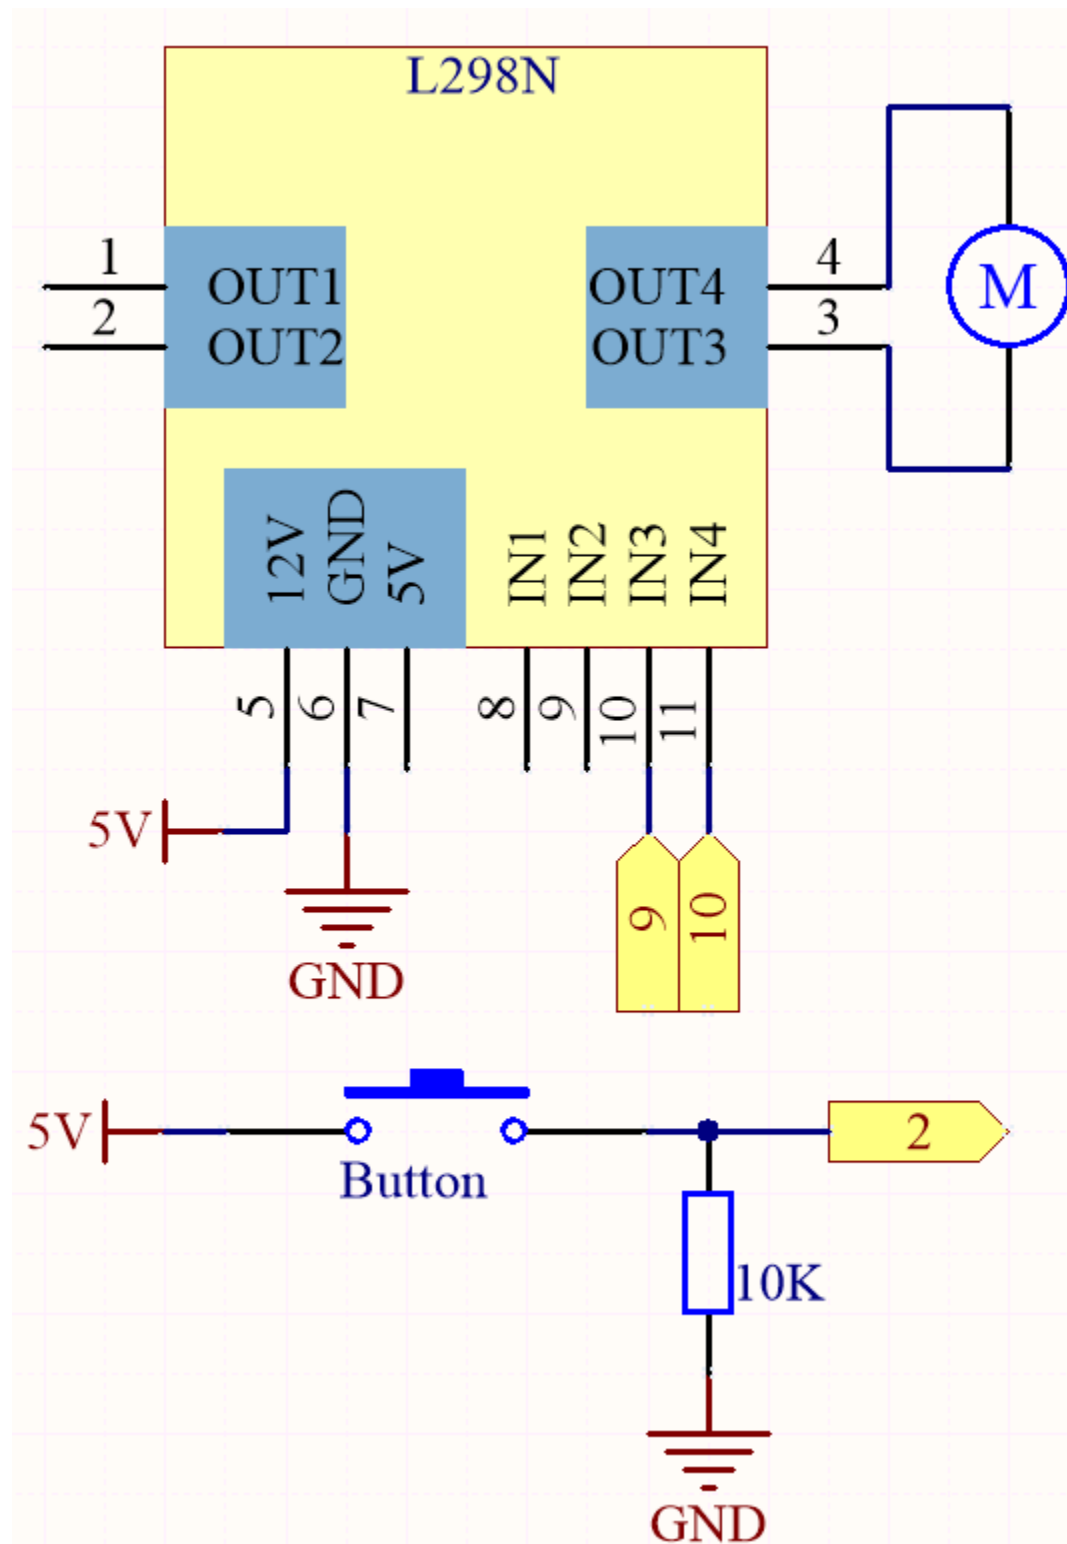 L298N
1
OUT1
OUT4
4
M
2
OUT2
OUT3
3
12V
GND
5V
IN1
IN2
IN3
IN4
5
6
7
8
9
10
11
5V
9
10
GND
5V
2
Button
10K
GND